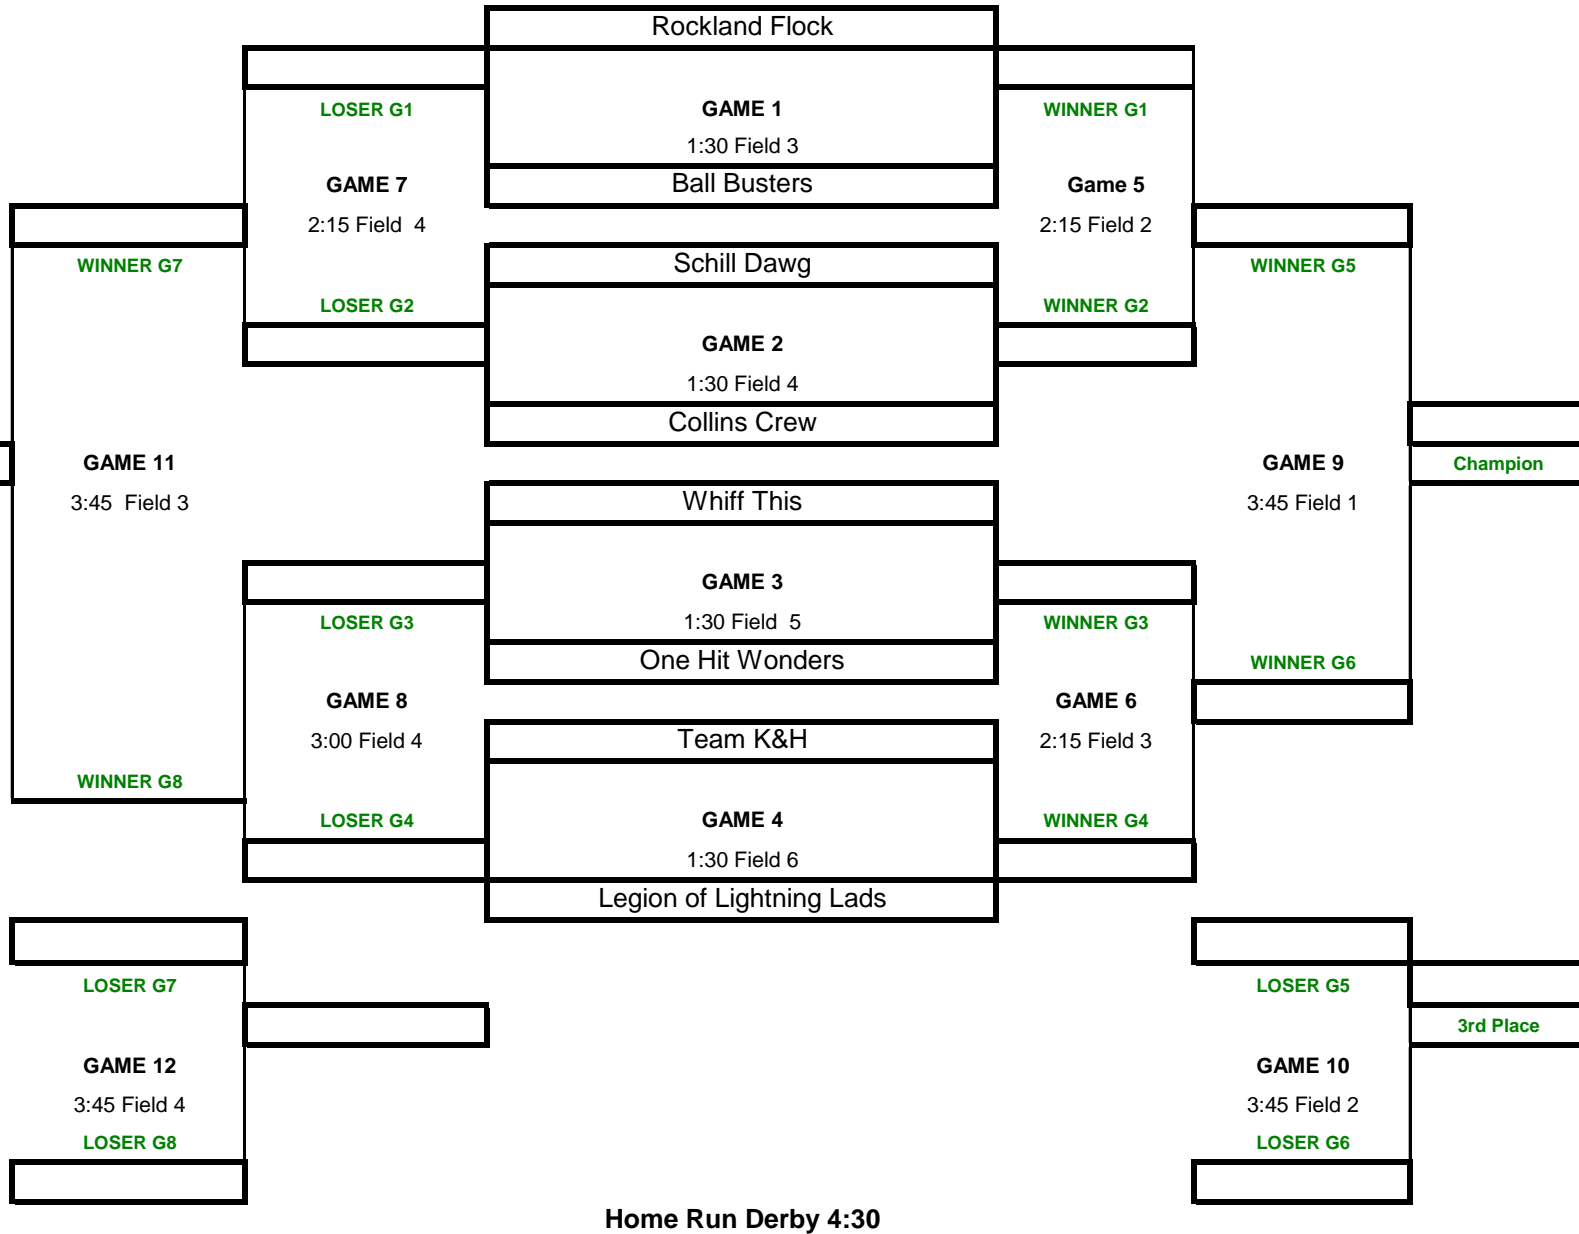 Rockland Flock
LOSER G1
GAME 1
WINNER G1
1:30 Field 3
GAME 7
Ball Busters
Game 5
2:15 Field  4
2:15 Field 2
WINNER G7
Schill Dawg
WINNER G5
LOSER G2
WINNER G2
GAME 2
1:30 Field 4
Collins Crew
GAME 11
GAME 9
Champion
3:45  Field 3
Whiff This
3:45 Field 1
GAME 3
LOSER G3
1:30 Field  5
WINNER G3
One Hit Wonders
WINNER G6
GAME 8
GAME 6
3:00 Field 4
Team K&H
2:15 Field 3
WINNER G8
LOSER G4
GAME 4
WINNER G4
1:30 Field 6
Legion of Lightning Lads
LOSER G7
LOSER G5
3rd Place
GAME 12
GAME 10
3:45 Field 4
3:45 Field 2
LOSER G8
LOSER G6
Home Run Derby 4:30